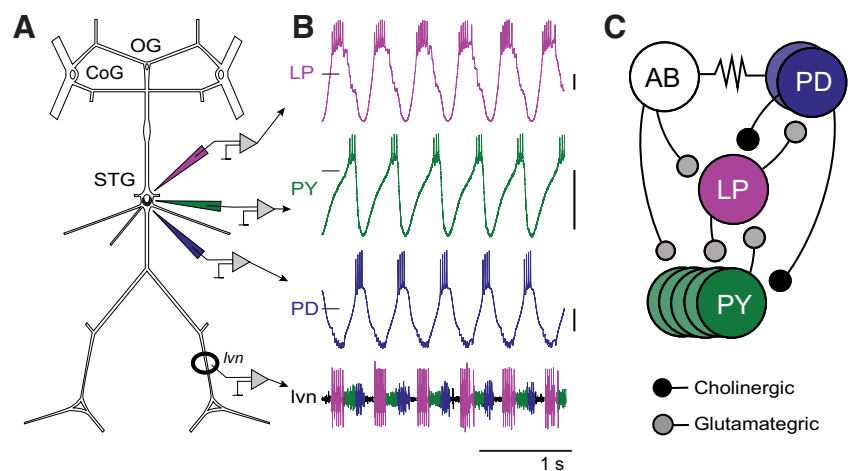 A
OG
CoG
STG
lvn
B
LP
PY
PD
lvn
1 s
C
AB
PD
LP
PY
Cholinergic
Glutamategric